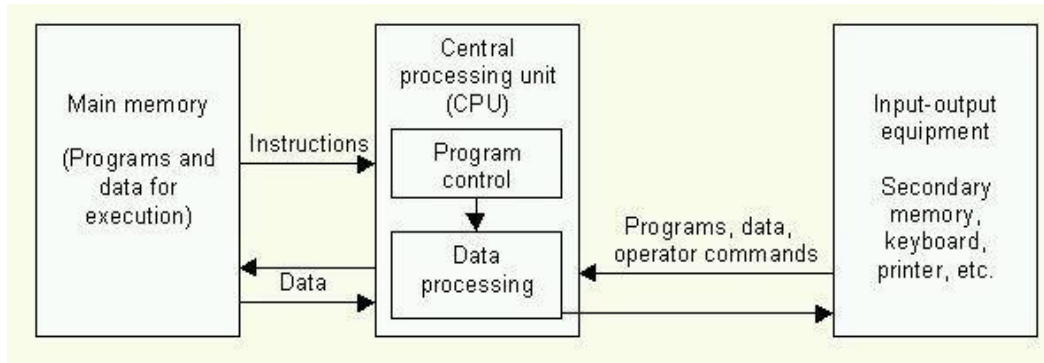 Main memory
(Programs and
data for
execution)
Instructions
Data
Central
processing unit
(CPU)
Program
control
Data
processing
Programs, data,
operator commands
Input-output
equipment
Secondary
memory,
keyboard,
printer, etc.